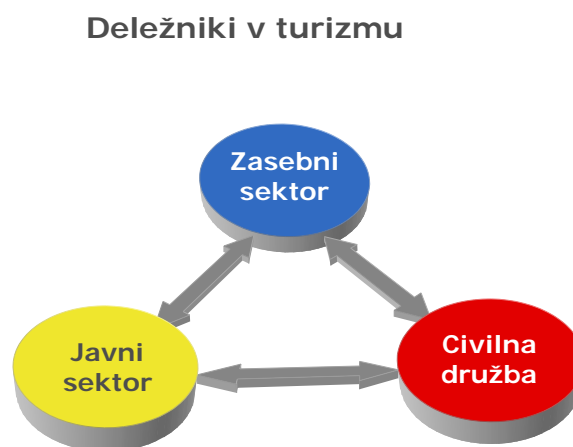 Deležniki v turizmu
Zasebni
sektor
Javni
sektor
Civilna
družba